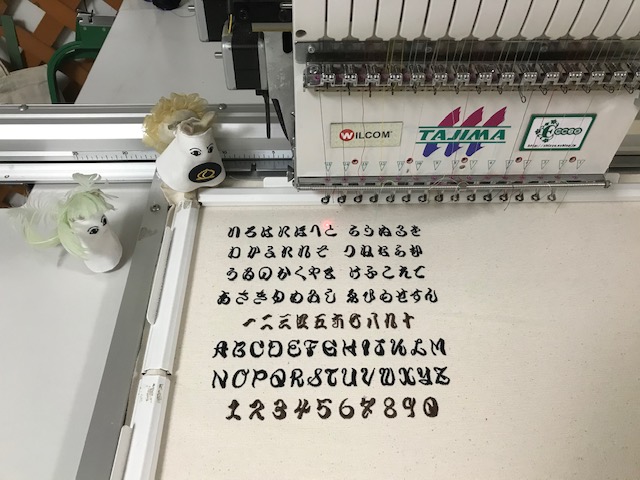 WILCOM
TAJIMA
いろはにほへと ちりぬるを
わかよたれそ つねならむ
うゐのおくやま けふこえて
あさきゆめみし ゑひもせすん
一二三四五六七八九十
ABCDEFGHIJKLM
NOPQRSTUVWXYZ
1234567890